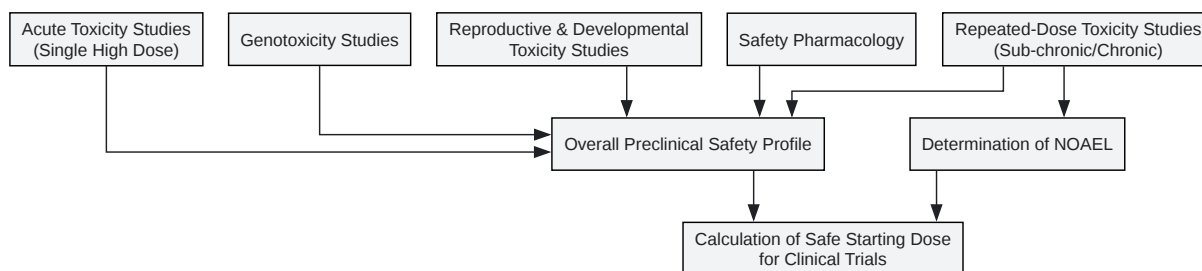 Acute Toxicity Studies
(Single High Dose)
Genotoxicity Studies
Reproductive & Developmental
Toxicity Studies
Safety Pharmacology
Repeated-Dose Toxicity Studies
(Sub-chronic/Chronic)
Overall Preclinical Safety Profile
Determination of NOAEL
Calculation of Safe Starting Dose
for Clinical Trials